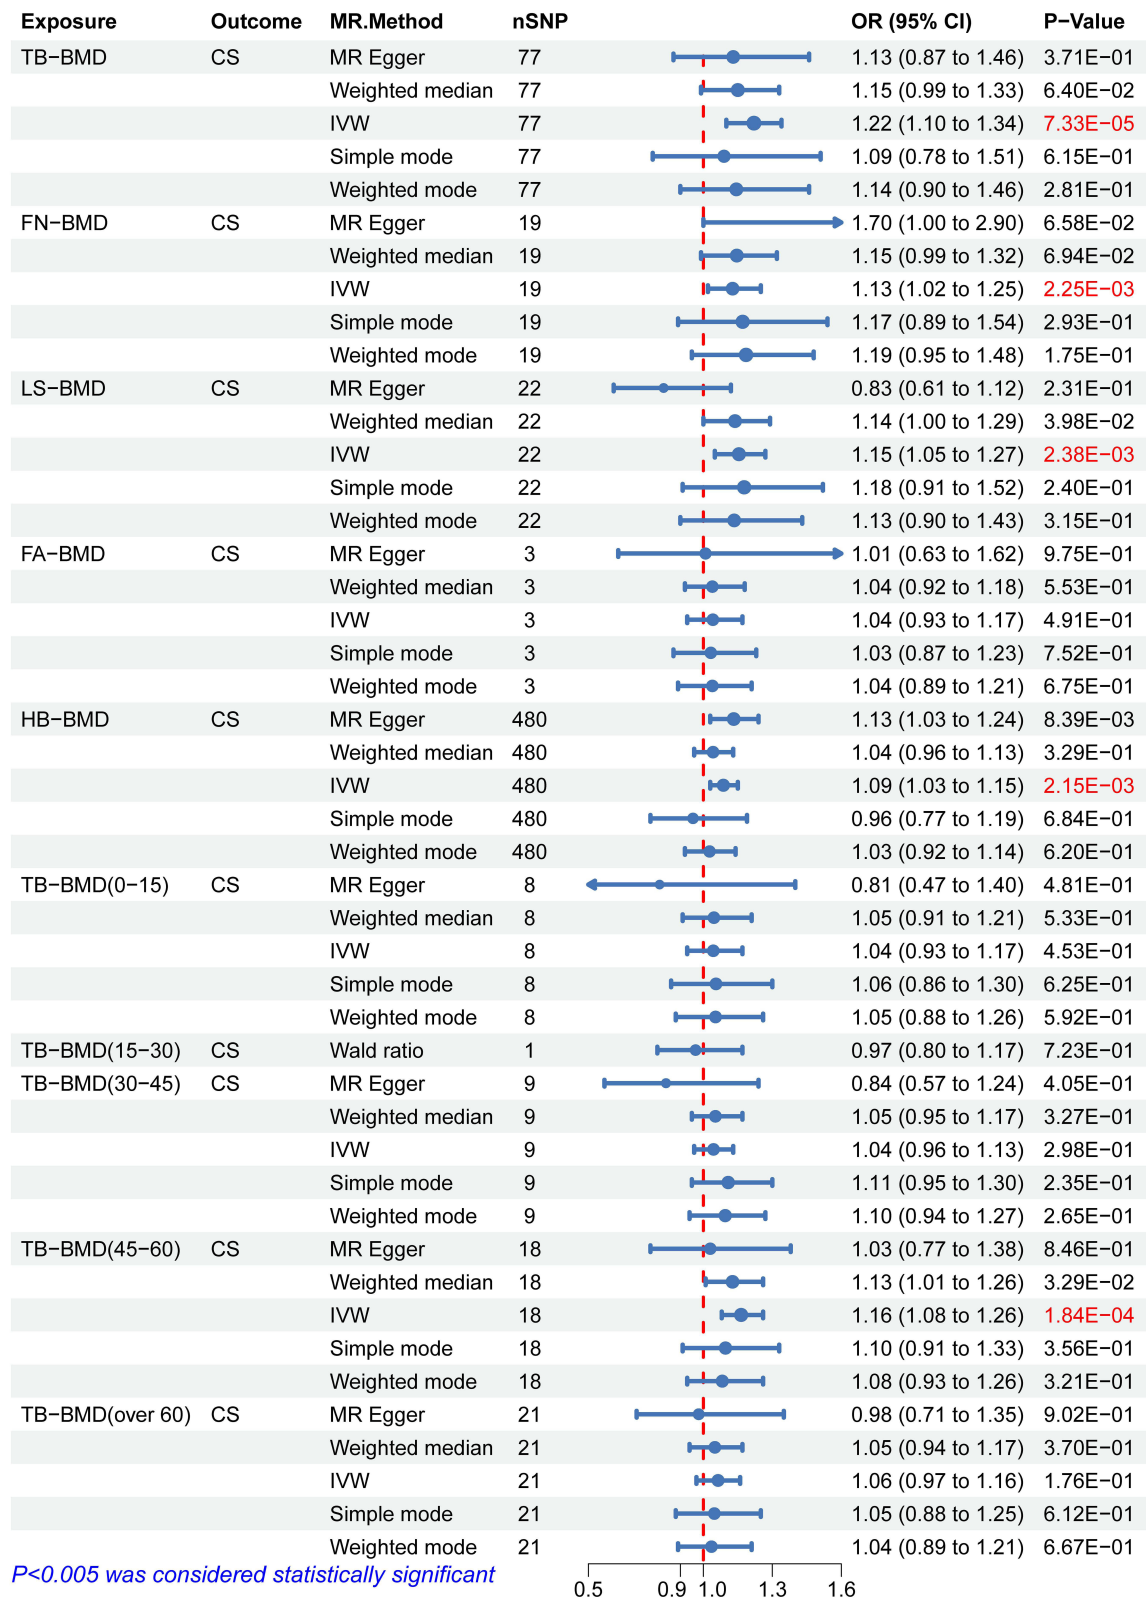 Exposure Outcome MR.Method nSNP OR (95% CI) P−Value
TB−BMD CS MR Egger 77 1.13 (0.87 to 1.46) 3.71E−01
Weighted median 77 1.15 (0.99 to 1.33) 6.40E−02
IVW 77 1.22 (1.10 to 1.34) 7.33E−05
Simple mode 77 1.09 (0.78 to 1.51) 6.15E−01
Weighted mode 77 1.14 (0.90 to 1.46) 2.81E−01
FN−BMD CS MR Egger 19 1.70 (1.00 to 2.90) 6.58E−02
Weighted median 19 1.15 (0.99 to 1.32) 6.94E−02
IVW 19 1.13 (1.02 to 1.25) 2.25E−03
Simple mode 19 1.17 (0.89 to 1.54) 2.93E−01
Weighted mode 19 1.19 (0.95 to 1.48) 1.75E−01
LS−BMD CS MR Egger 22 0.83 (0.61 to 1.12) 2.31E−01
Weighted median 22 1.14 (1.00 to 1.29) 3.98E−02
IVW 22 1.15 (1.05 to 1.27) 2.38E−03
Simple mode 22 1.18 (0.91 to 1.52) 2.40E−01
Weighted mode 22 1.13 (0.90 to 1.43) 3.15E−01
FA−BMD CS MR Egger 3 1.01 (0.63 to 1.62) 9.75E−01
Weighted median 3 1.04 (0.92 to 1.18) 5.53E−01
IVW 3 1.04 (0.93 to 1.17) 4.91E−01
Simple mode 3 1.03 (0.87 to 1.23) 7.52E−01
Weighted mode 3 1.04 (0.89 to 1.21) 6.75E−01
HB−BMD CS MR Egger 480 1.13 (1.03 to 1.24) 8.39E−03
Weighted median 480 1.04 (0.96 to 1.13) 3.29E−01
IVW 480 1.09 (1.03 to 1.15) 2.15E−03
Simple mode 480 0.96 (0.77 to 1.19) 6.84E−01
Weighted mode 480 1.03 (0.92 to 1.14) 6.20E−01
TB−BMD(0−15) CS MR Egger 8 0.81 (0.47 to 1.40) 4.81E−01
Weighted median 8 1.05 (0.91 to 1.21) 5.33E−01
IVW 8 1.04 (0.93 to 1.17) 4.53E−01
Simple mode 8 1.06 (0.86 to 1.30) 6.25E−01
Weighted mode 8 1.05 (0.88 to 1.26) 5.92E−01
TB−BMD(15−30) CS Wald ratio 1 0.97 (0.80 to 1.17) 7.23E−01
TB−BMD(30−45) CS MR Egger 9 0.84 (0.57 to 1.24) 4.05E−01
Weighted median 9 1.05 (0.95 to 1.17) 3.27E−01
IVW 9 1.04 (0.96 to 1.13) 2.98E−01
Simple mode 9 1.11 (0.95 to 1.30) 2.35E−01
Weighted mode 9 1.10 (0.94 to 1.27) 2.65E−01
TB−BMD(45−60) CS MR Egger 18 1.03 (0.77 to 1.38) 8.46E−01
Weighted median 18 1.13 (1.01 to 1.26) 3.29E−02
IVW 18 1.16 (1.08 to 1.26) 1.84E−04
Simple mode 18 1.10 (0.91 to 1.33) 3.56E−01
Weighted mode 18 1.08 (0.93 to 1.26) 3.21E−01
TB−BMD(over 60) CS MR Egger 21 0.98 (0.71 to 1.35) 9.02E−01
Weighted median 21 1.05 (0.94 to 1.17) 3.70E−01
IVW 21 1.06 (0.97 to 1.16) 1.76E−01
Simple mode 21 1.05 (0.88 to 1.25) 6.12E−01
Weighted mode 21 1.04 (0.89 to 1.21) 6.67E−01
P<0.005 was considered statistically significant
0.5 0.9 1.0 1.3 1.6